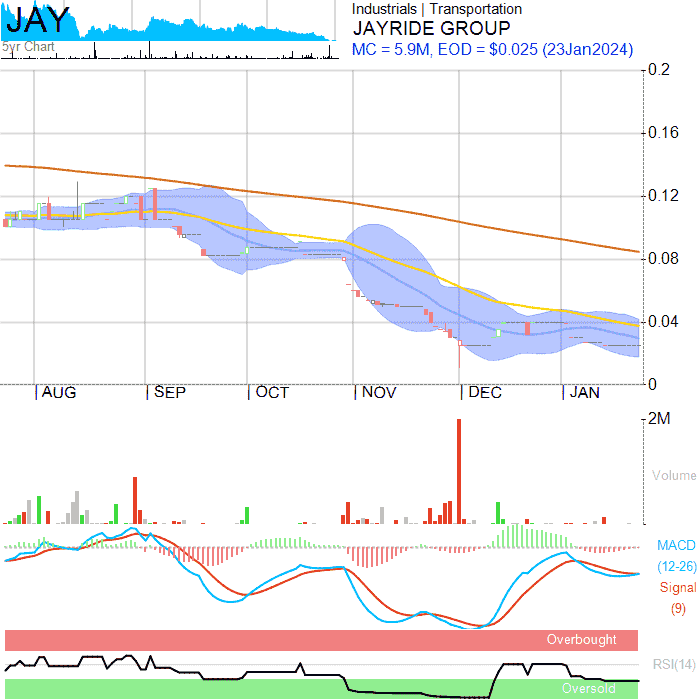 JAY
5yr Chart
Industrials | Transportation
JAYRIDE GROUP
MC = 5.9M, EOD = $0.025 (23Jan2024)
0.2
0.16
0.12
0.08
0.04
0
AUG SEP OCT NOV DEC JAN
2M
Volume
MACD
(12-26)
Signal
(9)
Overbought
RSI(14)
Oversold